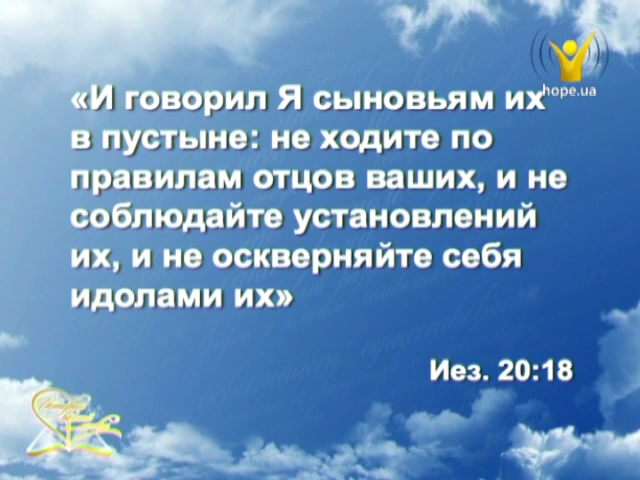 hope.ua
«И говорил Я сыновьям их
в пустыне: не ходите по
правилам отцов ваших, и не
соблюдайте установлений
их, и не оскверняйте себя
идолами их»
Иез. 20:18